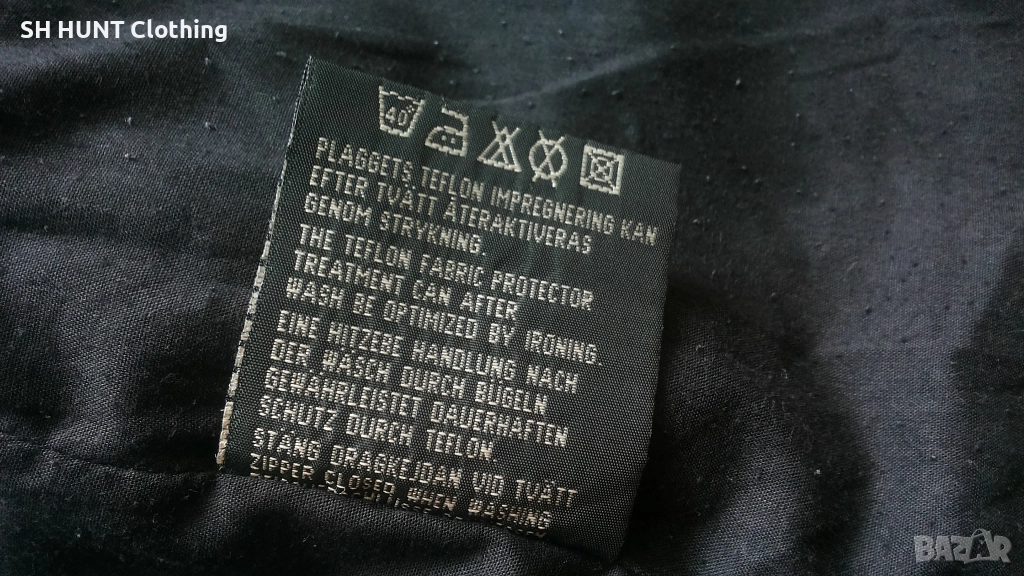 SH HUNT Clothing
40
PLAGGETS TEFLON IMPREGNERING KAN
EFTER TVÄTT ÅTERAKTIVERAS
GENOM STRYKNING.
THE TEFLON FABRIC PROTECTOR
TREATMENT CAN AFTER
WASH BE OPTIMIZED BY IRONING.
EINE HITZEBE HANDLUNG NACH
DER WASCH DURCH BÜGELN
GEWÄHRLEISTET DAUERHAFTEN
SCHUTZ DURCH TEFLON.
STÄNG DRAGKEJDAN VID TVÄTT
ZIPPER CLOSED, WHEN WASHING
BAZAR